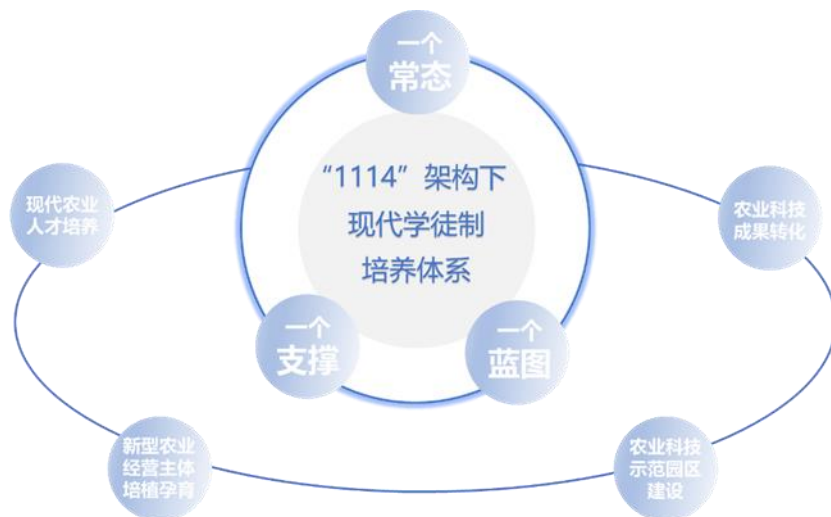 一个
常态
“1114”架构下
现代学徒制
培养体系
现代农业
人才培养
农业科技
成果转化
一个
支撑
一个
蓝图
新型农业
经营主体
培植孕育
农业科技
示范园区
建设